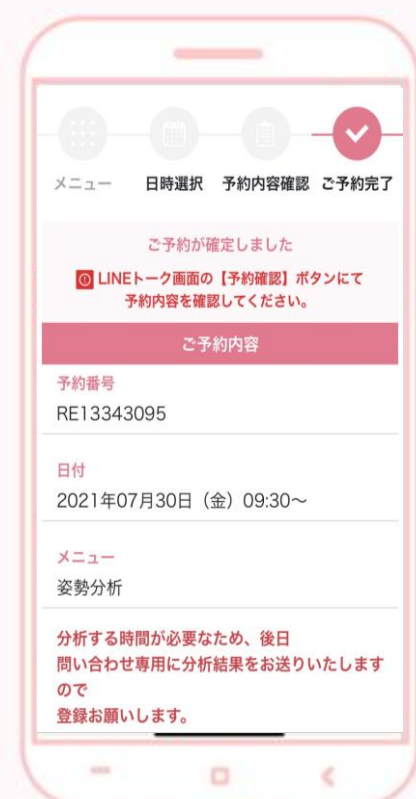 メニュー 日時選択 予約内容確認 ご予約完了
ご予約が確定しました
LINEトーク画面の【予約確認】ボタンにて
予約内容を確認してください。
ご予約内容
予約番号
RE13343095
日付
2021年07月30日（金）09:30〜
メニュー
姿勢分析
分析する時間が必要なため、後日
問い合わせ専用に分析結果をお送りいたします
ので
登録お願いします。